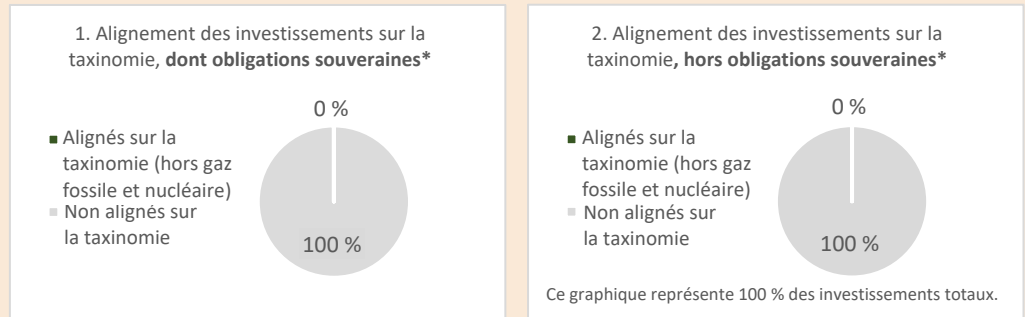 1. Alignement des investissements sur la
taxinomie, dont obligations souveraines*
0 %
Alignés sur la
taxinomie (hors gaz
fossile et nucléaire)
Non alignés sur
la taxinomie
100 %
2. Alignement des investissements sur la
taxinomie, hors obligations souveraines*
0 %
Alignés sur la
taxinomie (hors gaz
fossile et nucléaire)
Non alignés sur
la taxinomie
100 %
Ce graphique représente 100 % des investissements totaux.